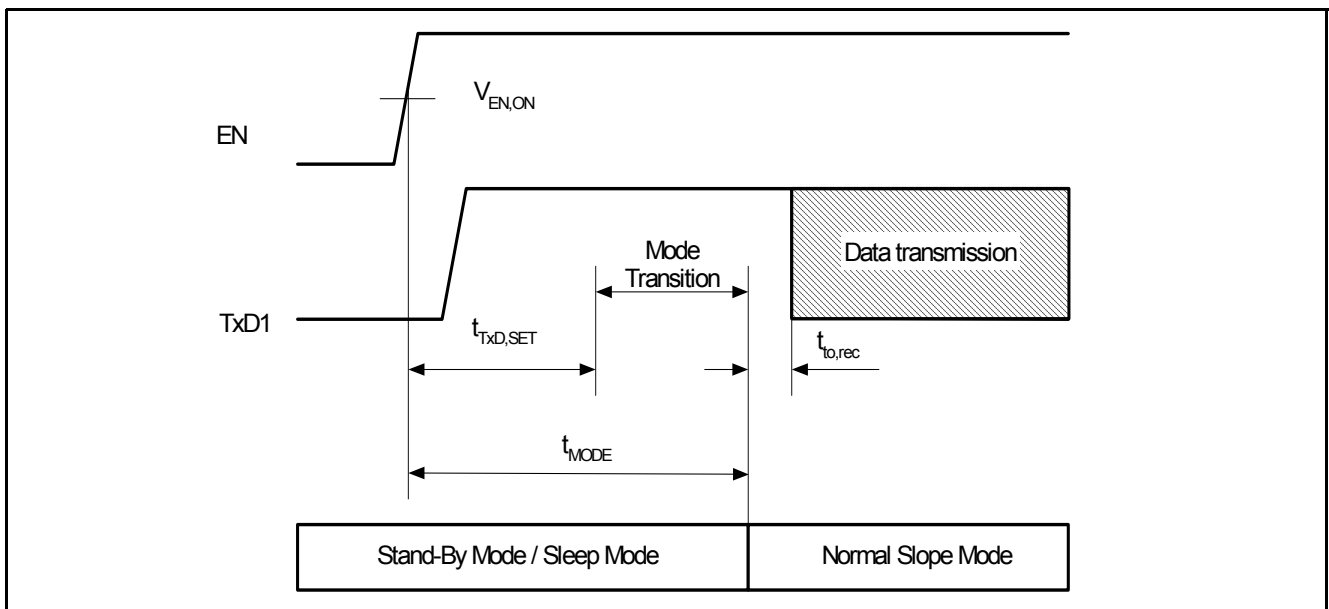 V_EN,ON
EN
Mode
Transition
Data transmission
TxD1
t_TxD,SET
t_to,rec
t_MODE
Stand-By Mode / Sleep Mode
Normal Slope Mode